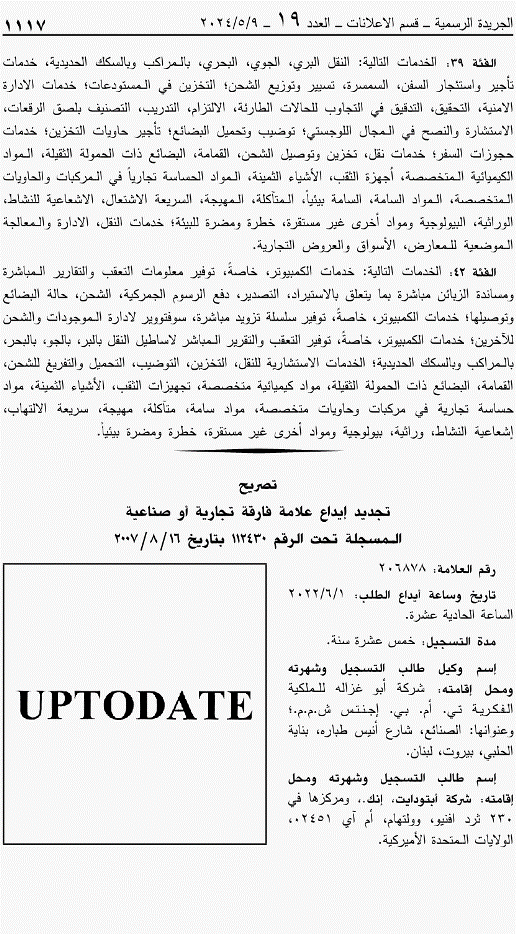 الجريدة الرسمية ــ قسم الاعلانات ــ العدد ١٩ ــ ٢٠٢٤/٥/٩
١١١٧
الفئة ٣٩: الخدمات التالية: النقل البري، الجوي، البحري، بالمراكب وبالسكك الحديدية، خدمات
تأجير واستئجار السفن، السمسرة، تسيير وتوزيع الشحن؛ التخزين في المستودعات؛ خدمات الادارة
الامنية، التحقيق، التدقيق في التجاوب للحالات الطارئة، الالتزام، التدريب، التصنيف بلصق الرقعات،
الاستشارة والنصح في المجال اللوجستي؛ توضيب وتحميل البضائع؛ تأجير حاويات التخزين؛ خدمات
حجوزات السفر؛ خدمات نقل، تخزين وتوصيل الشحن، القمامة، البضائع ذات الحمولة الثقيلة، المواد
الكيميائية المتخصصة، أجهزة الثقب، الأشياء الثمينة، المواد الحساسة تجارياً في المركبات والحاويات
المتخصصة، المواد السامة، السامة بيئياً، المتأكلة، المهيجة، السريعة الاشتعال، الاشعاعية للنشاط،
الوراثية، البيولوجية ومواد أخرى غير مستقرة، خطرة ومضرة للبيئة؛ خدمات النقل، الادارة والمعالجة
الموضعية للمعارض، الأسواق والعروض التجارية.
الفئة ٤٢: الخدمات التالية: خدمات الكمبيوتر، خاصةً، توفير معلومات التعقب والتقارير المباشرة
ومساندة الزبائن مباشرة بما يتعلق بالاستيراد، التصدير، دفع الرسوم الجمركية، الشحن، حالة البضائع
وتوصيلها؛ خدمات الكمبيوتر، خاصةً، توفير سلسلة تزويد مباشرة، سوفتوير لادارة الموجودات والشحن
للأخرين؛ خدمات الكمبيوتر، خاصةً، توفير التعقب والتقرير المباشر لاساطيل النقل بالبر، بالجو، بالبحر،
بالمراكب وبالسكك الحديدية؛ الخدمات الاستشارية للنقل، التخزين، التوضيب، التحميل والتفريغ للشحن،
القمامة، البضائع ذات الحمولة الثقيلة، مواد كيميائية متخصصة، تجهيزات الثقب، الأشياء الثمينة، مواد
حساسة تجارية في مركبات وحاويات متخصصة، مواد سامة، متأكلة، مهيجة، سريعة الالتهاب،
إشعاعية النشاط، وراثية، بيولوجية ومواد أخرى غير مستقرة، خطرة ومضرة بيئياً.
تصريح
تجديد إيداع علامة فارقة تجارية أو صناعية
المسجلة تحت الرقم ١١٢٤٣٠ بتاريخ ٢٠٠٧/٨/١٦
رقم العلامة: ٢٠٦٨٧٨
تاريخ وساعة أيداع الطلب: ٢٠٢٢/٦/١
الساعة الحادية عشرة.
مدة التسجيل: خمس عشرة سنة.
إسم وكيل طالب التسجيل وشهرته
ومحل إقامته: شركة أبو غزاله للملكية
الفكرية تي. أم. بي. إجنتس ش.م.م.؛
وعنوانها: الصنائع، شارع أنيس طباره، بناية
الحلبي، بيروت، لبنان.
إسم طالب التسجيل وشهرته ومحل
إقامته: شركة أبتودايت، إنك.، ومركزها في
٢٣٠ ثرد افنيو، وولتهام، أم آي ٠٢٤٥١،
الولايات المتحدة الأميركية.
UPTODATE